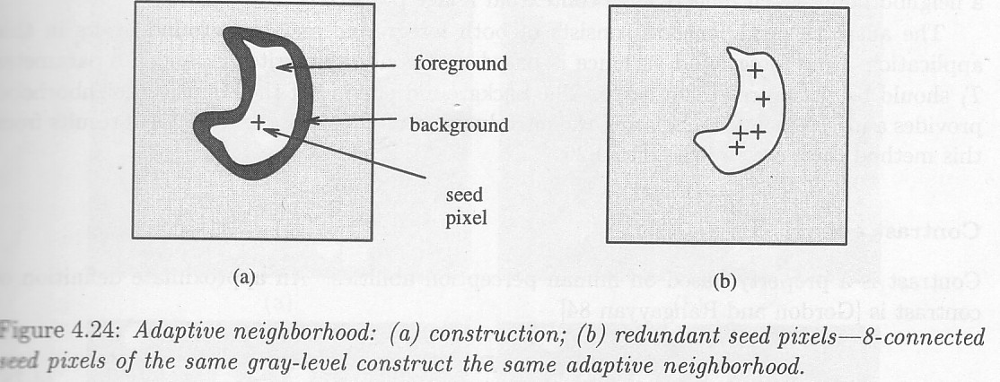 foreground
background
seed
pixel
(a)
(b)
Figure 4.24: Adaptive neighborhood: (a) construction; (b) redundant seed pixels—8-connected
seed pixels of the same gray-level construct the same adaptive neighborhood.